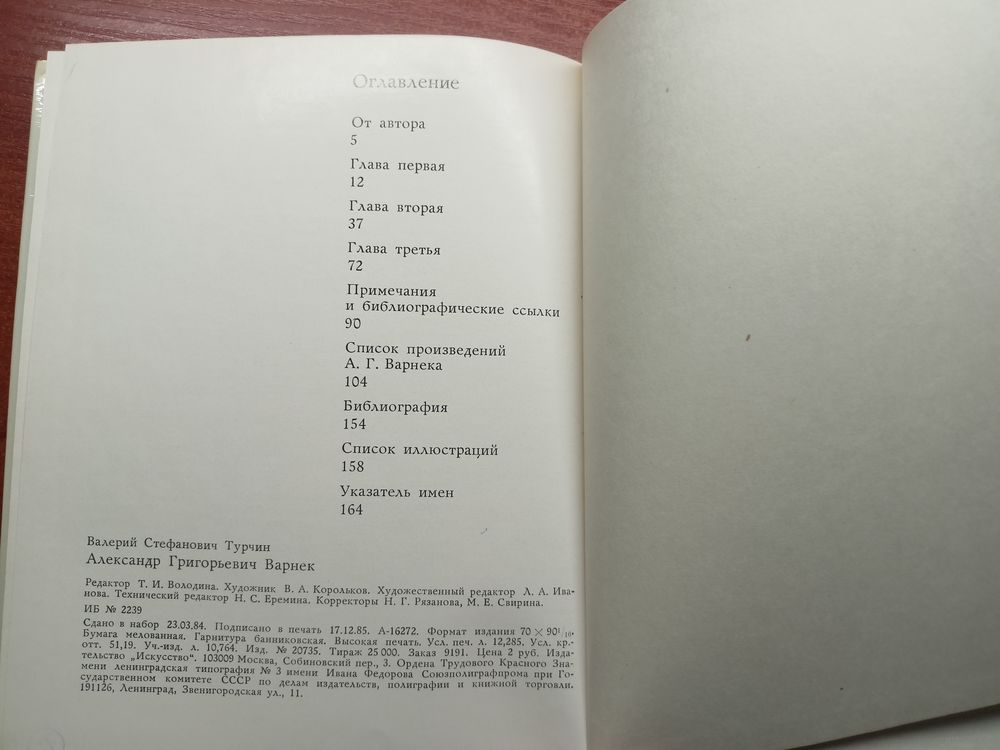 Оглавление
От автора
5
Глава первая
12
Глава вторая
37
Глава третья
72
Примечания
и библиографические ссылки
90
Список произведений
А. Г. Варнека
104
Библиография
154
Список иллюстраций
158
Указатель имен
164
Валерий Стефанович Турчин
Александр Григорьевич Варнек
Редактор Т. И. Володина. Художник В. А. Корольков. Художественный редактор Л. А. Ива-
нова. Технический редактор Н. С. Еремина. Корректоры Н. Г. Рязанова, М. Е. Свирина.
ИБ № 2239
Сдано в набор 23.03.84. Подписано в печать 17.12.85. А-16272. Формат издания 70 × 90 1/16.
Бумага мелованная. Гарнитура банниковская. Высокая печать. Усл. печ. л. 12,285. Усл. кр.-
отт. 51,19. Уч.-изд. л. 10,764. Изд. № 20735. Тираж 25 000. Заказ 9191. Цена 2 руб. Изда-
тельство „Искусство". 103009 Москва, Собиновский пер., 3. Ордена Трудового Красного Зна-
мени ленинградская типография № 3 имени Ивана Федорова Союзполиграфпрома при Го-
сударственном комитете СССР по делам издательств, полиграфии и книжной торговли.
191126, Ленинград, Звенигородская ул., 11.